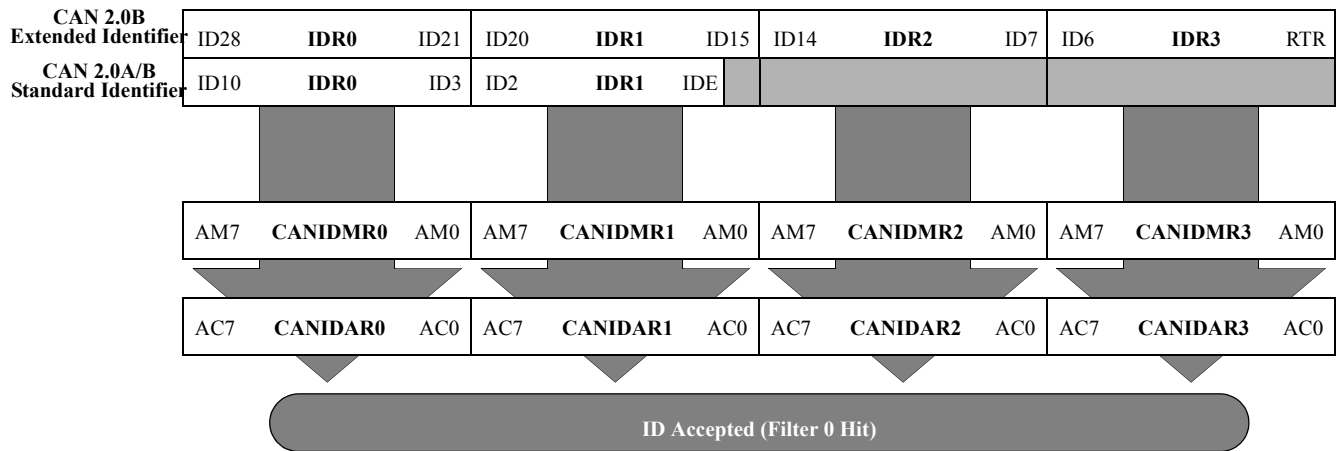 CAN 2.0B
Extended Identifier ID28 IDR0 ID21 ID20 IDR1 ID15 ID14 IDR2 ID7 ID6 IDR3 RTR
CAN 2.0A/B
Standard Identifier ID10 IDR0 ID3 ID2 IDR1 IDE
AM7 CANIDMR0 AM0 AM7 CANIDMR1 AM0 AM7 CANIDMR2 AM0 AM7 CANIDMR3 AM0
AC7 CANIDAR0 AC0 AC7 CANIDAR1 AC0 AC7 CANIDAR2 AC0 AC7 CANIDAR3 AC0
ID Accepted (Filter 0 Hit)